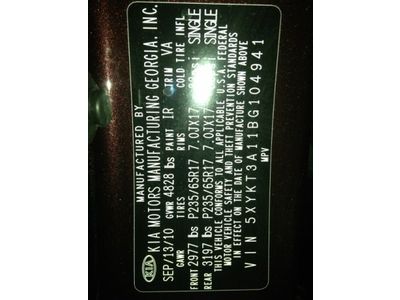 MANUFACTURED BY
KIA KIA MOTORS MANUFACTURING GEORGIA, INC.
SEP/13/10 GVWR 4828 lbs PAINT IR TRIM VA
GAWR TIRES RIMS COLD TIRE INFL
FRONT 2977 lbs P235/65R17 7.0JX17 SINGLE
REAR 3197 lbs P235/65R17 7.0JX17 SINGLE
THIS VEHICLE CONFORMS TO ALL APPLICABLE U.S.A. FEDERAL
MOTOR VEHICLE SAFETY AND THEFT PREVENTION STANDARDS
IN EFFECT ON THE DATE OF MANUFACTURE SHOWN ABOVE
VIN 5XYKT3A11BG104941
MPV